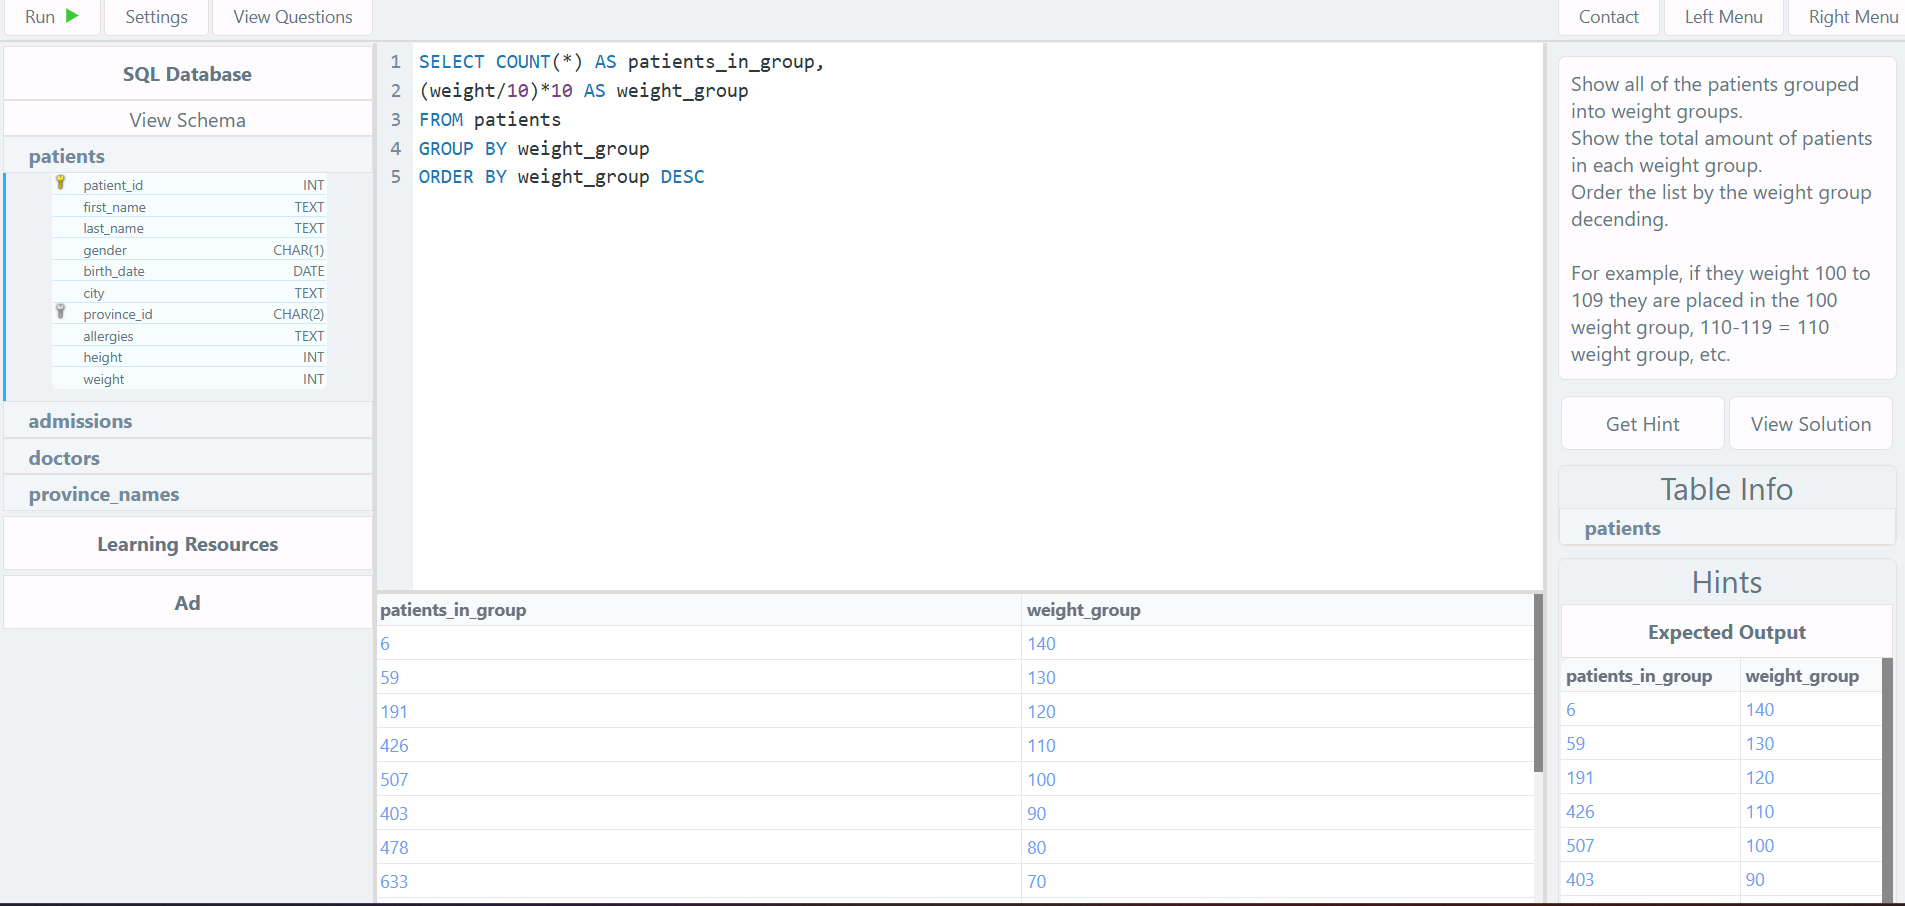 Run
Settings
View Questions
Contact
Left Menu
Right Menu
SQL Database
View Schema
patients
patient_id INT
first_name TEXT
last_name TEXT
gender CHAR(1)
birth_date DATE
city TEXT
province_id CHAR(2)
allergies TEXT
height INT
weight INT
admissions
doctors
province_names
Learning Resources
Ad
1 SELECT COUNT(*) AS patients_in_group,
2 (weight/10)*10 AS weight_group
3 FROM patients
4 GROUP BY weight_group
5 ORDER BY weight_group DESC
patients_in_group weight_group
6 140
59 130
191 120
426 110
507 100
403 90
478 80
633 70
Show all of the patients grouped
into weight groups.
Show the total amount of patients
in each weight group.
Order the list by the weight group
decending.
For example, if they weight 100 to
109 they are placed in the 100
weight group, 110-119 = 110
weight group, etc.
Get Hint
View Solution
Table Info
patients
Hints
Expected Output
patients_in_group weight_group
6 140
59 130
191 120
426 110
507 100
403 90